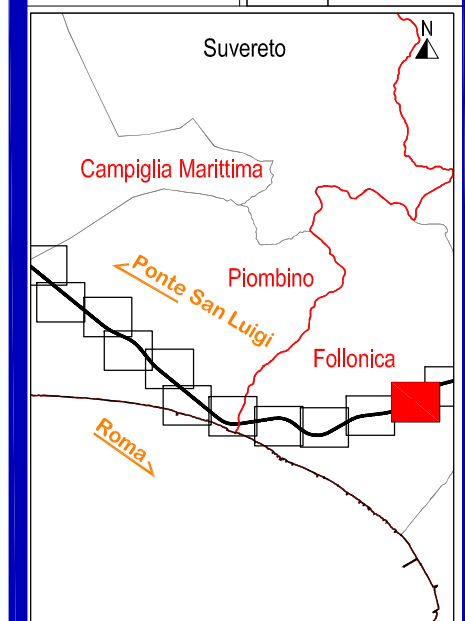 N
Suvereto
Campiglia Marittima
Ponte San Luigi
Piombino
Follonica
Roma